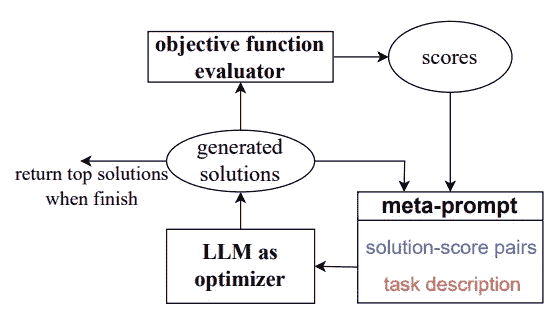 objective function
evaluator
scores
generated
solutions
return top solutions
when finish
meta-prompt
solution-score pairs
task description
LLM as
optimizer